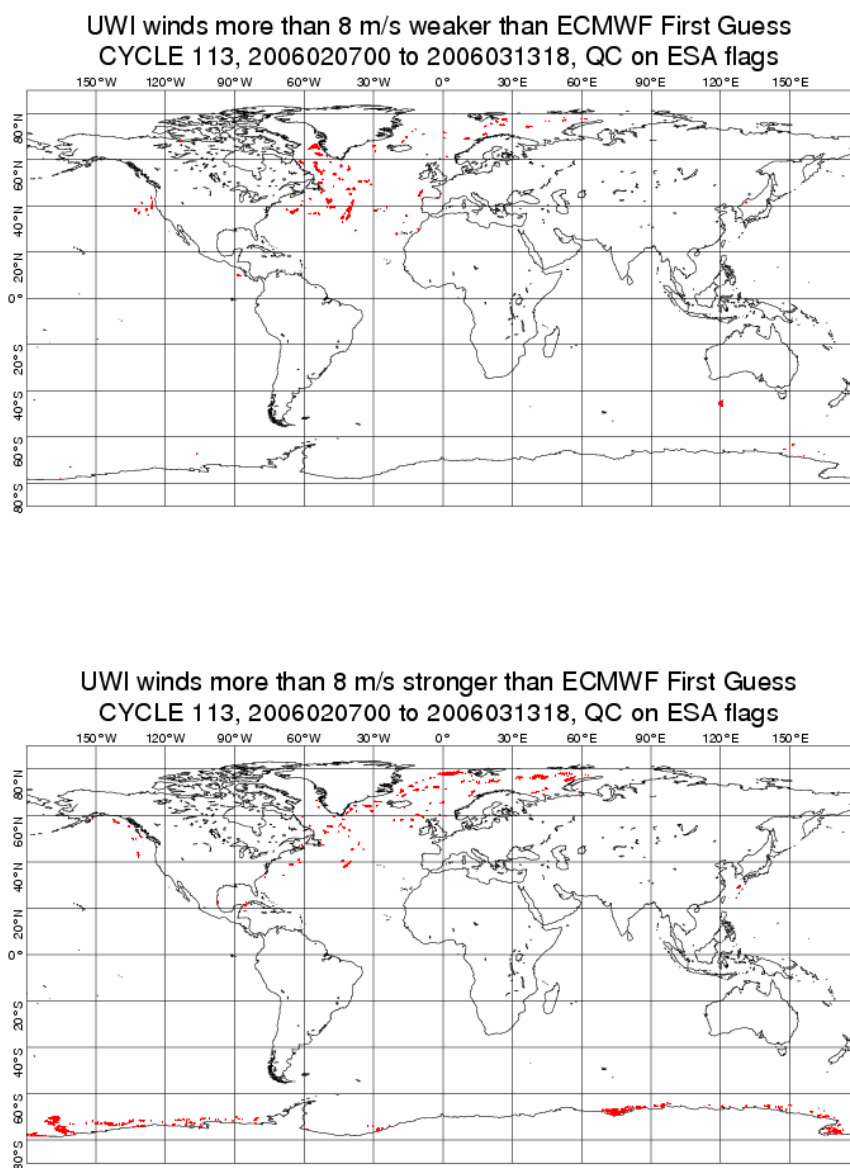 UWI winds more than 8 m/s weaker than ECMWF First Guess
CYCLE 113, 2006020700 to 2006031318, QC on ESA flags
150°W 120°W 90°W 60°W 30°W 0° 30°E 60°E 90°E 120°E 150°E
80°N
60°N
40°N
20°N
0°
20°S
40°S
60°S
80°S
UWI winds more than 8 m/s stronger than ECMWF First Guess
CYCLE 113, 2006020700 to 2006031318, QC on ESA flags
150°W 120°W 90°W 60°W 30°W 0° 30°E 60°E 90°E 120°E 150°E
80°N
60°N
40°N
20°N
0°
20°S
40°S
60°S
80°S